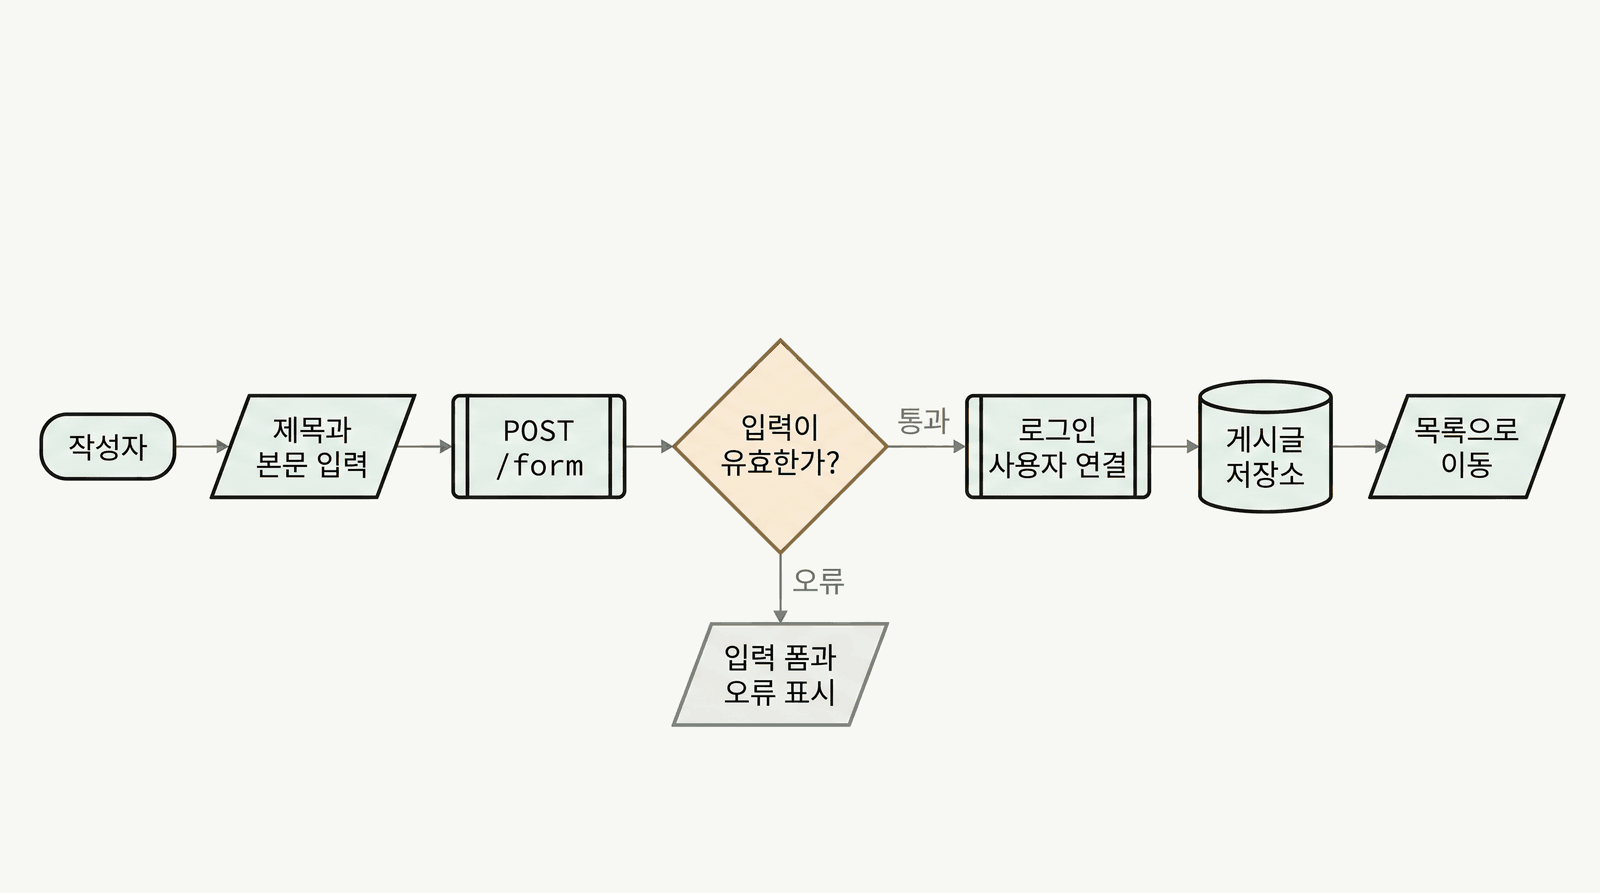 작성자
제목과
본문 입력
POST
/form
입력이
유효한가?
통과
로그인
사용자 연결
게시글
저장소
목록으로
이동
오류
입력 폼과
오류 표시